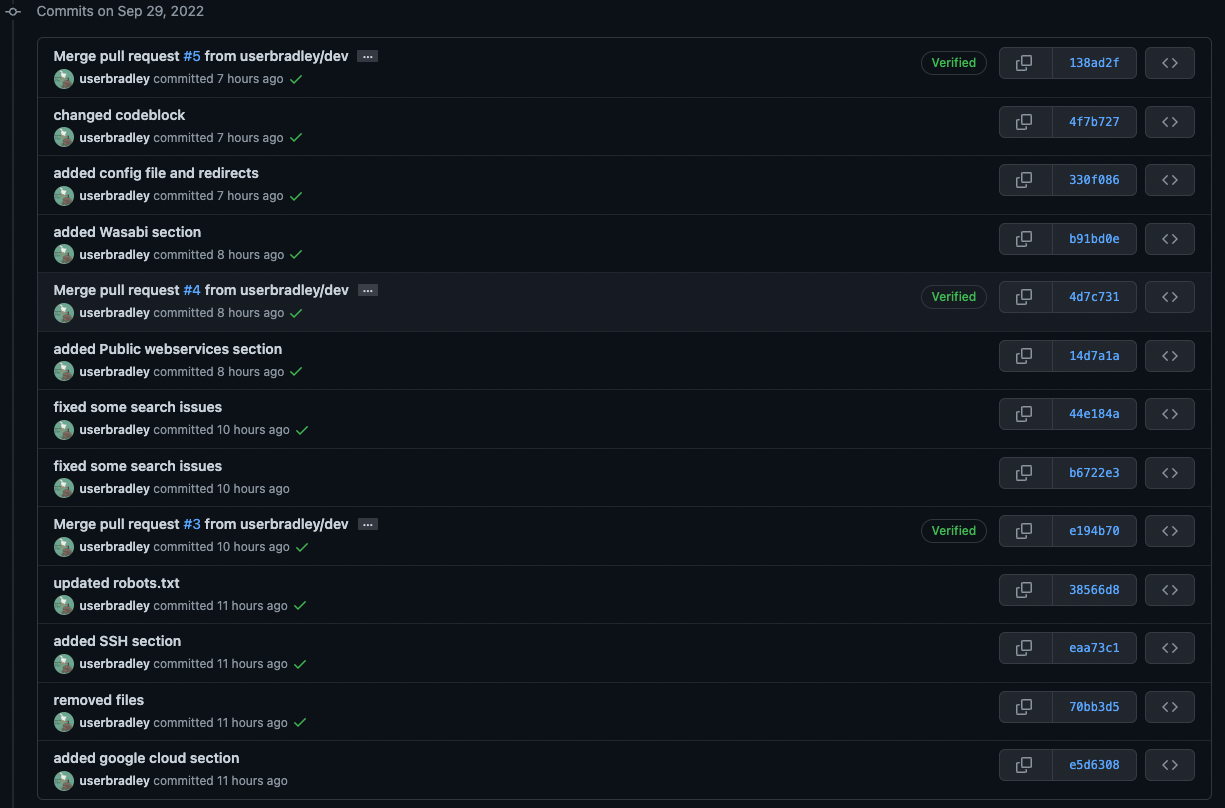 Commits on Sep 29, 2022
Merge pull request #5 from userbradley/dev ...
userbradley committed 7 hours ago
Verified
138ad2f
changed codeblock
userbradley committed 7 hours ago
4f7b727
added config file and redirects
userbradley committed 7 hours ago
330f086
added Wasabi section
userbradley committed 8 hours ago
b91bd0e
Merge pull request #4 from userbradley/dev ...
userbradley committed 8 hours ago
Verified
4d7c731
added Public webservices section
userbradley committed 8 hours ago
14d7a1a
fixed some search issues
userbradley committed 10 hours ago
44e184a
fixed some search issues
userbradley committed 10 hours ago
b6722e3
Merge pull request #3 from userbradley/dev ...
userbradley committed 10 hours ago
Verified
e194b70
updated robots.txt
userbradley committed 11 hours ago
38566d8
added SSH section
userbradley committed 11 hours ago
eaa73c1
removed files
userbradley committed 11 hours ago
70bb3d5
added google cloud section
userbradley committed 11 hours ago
e5d6308